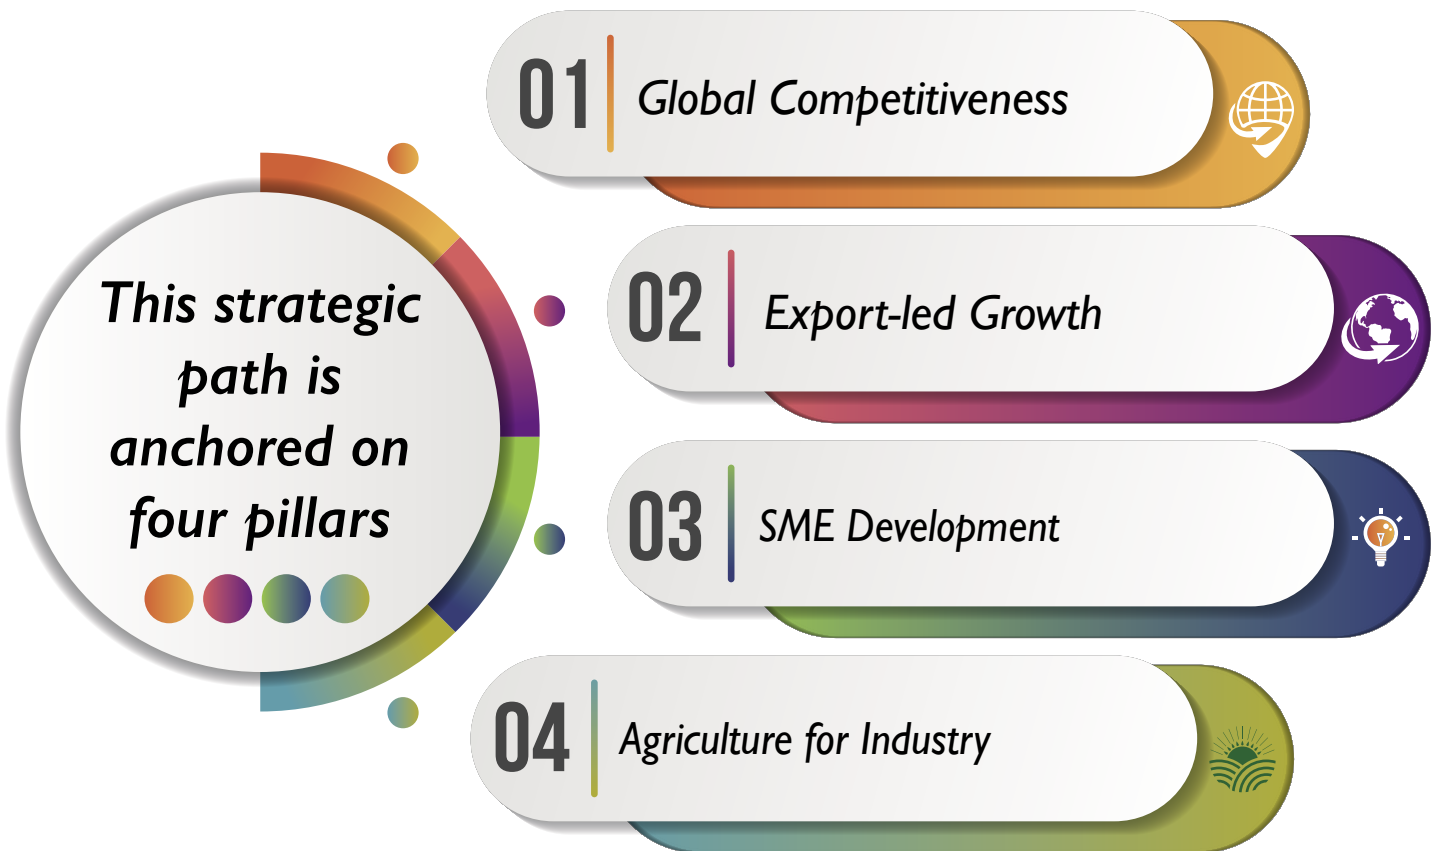 This strategic
path is
anchored on
four pillars
01 Global Competitiveness
02 Export-led Growth
03 SME Development
04 Agriculture for Industry